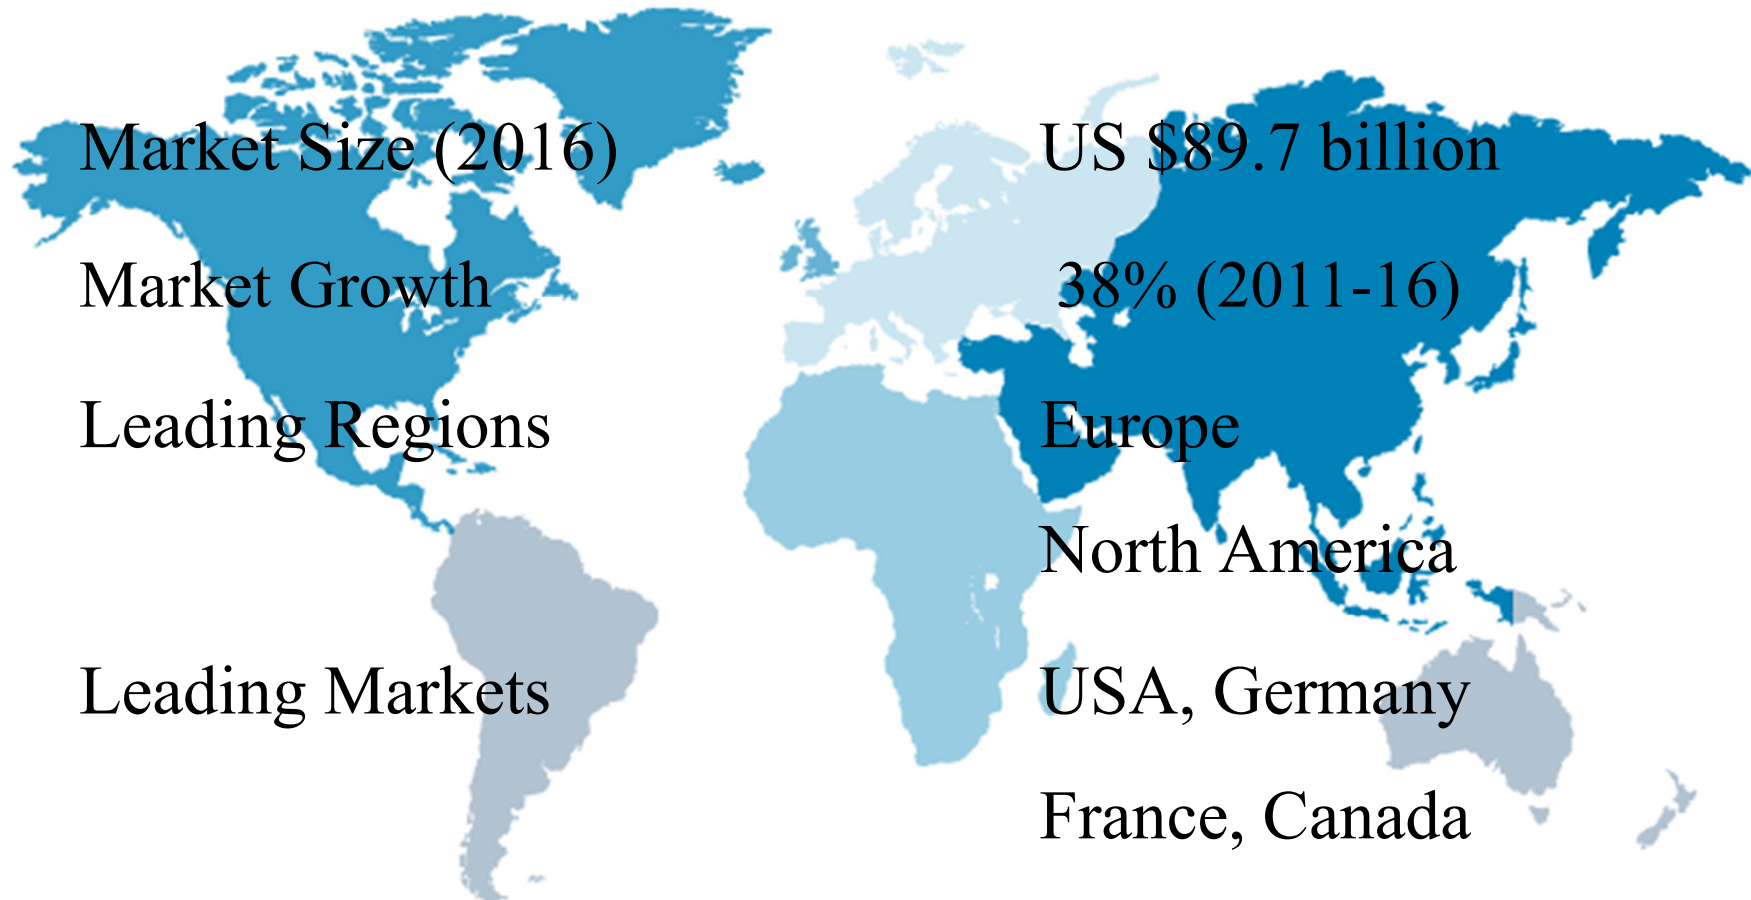 Market Size (2016) US $89.7 billion
Market Growth 38% (2011-16)
Leading Regions Europe
North America
Leading Markets USA, Germany
France, Canada